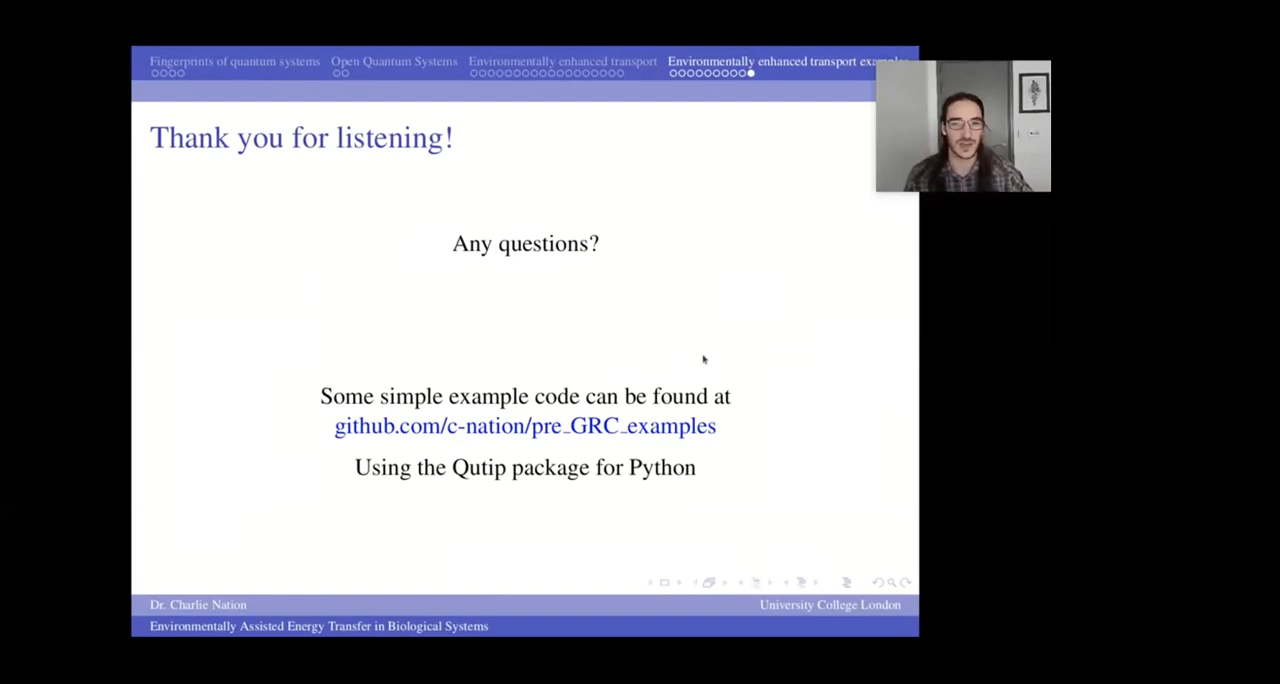 Fingerprints of quantum systems
Open Quantum Systems
Environmentally enhanced transport
Environmentally enhanced transport examples
Thank you for listening!
Any questions?
Some simple example code can be found at
github.com/c-nation/pre_GRC_examples
Using the Qutip package for Python
Dr. Charlie Nation
University College London
Environmentally Assisted Energy Transfer in Biological Systems